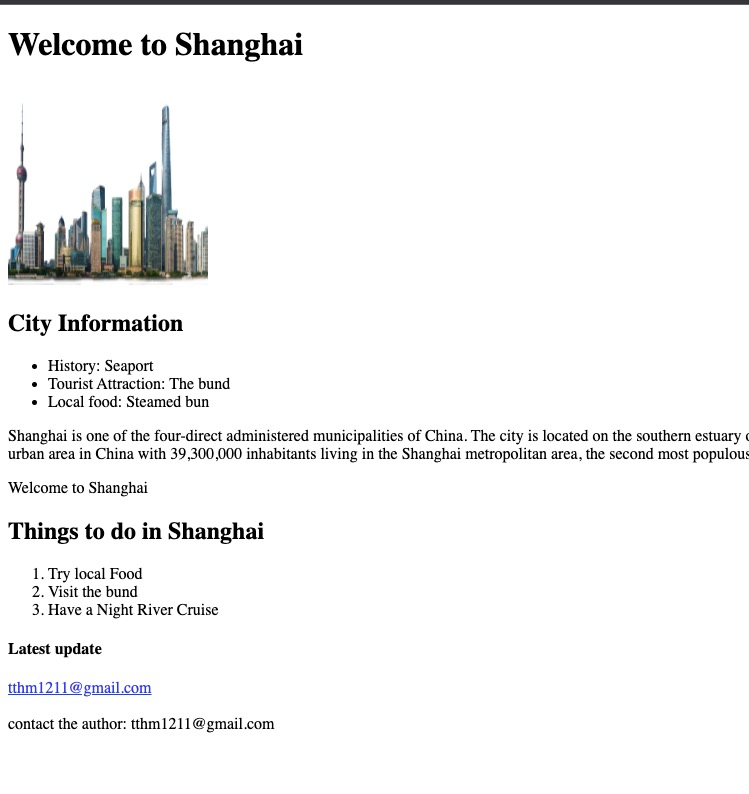 Welcome to Shanghai
City Information
History: Seaport
Tourist Attraction: The bund
Local food: Steamed bun
Shanghai is one of the four-direct administered municipalities of China. The city is located on the southern estuary
urban area in China with 39,300,000 inhabitants living in the Shanghai metropolitan area, the second most populous
Welcome to Shanghai
Things to do in Shanghai
1. Try local Food
2. Visit the bund
3. Have a Night River Cruise
Latest update
tthm1211@gmail.com
contact the author: tthm1211@gmail.com